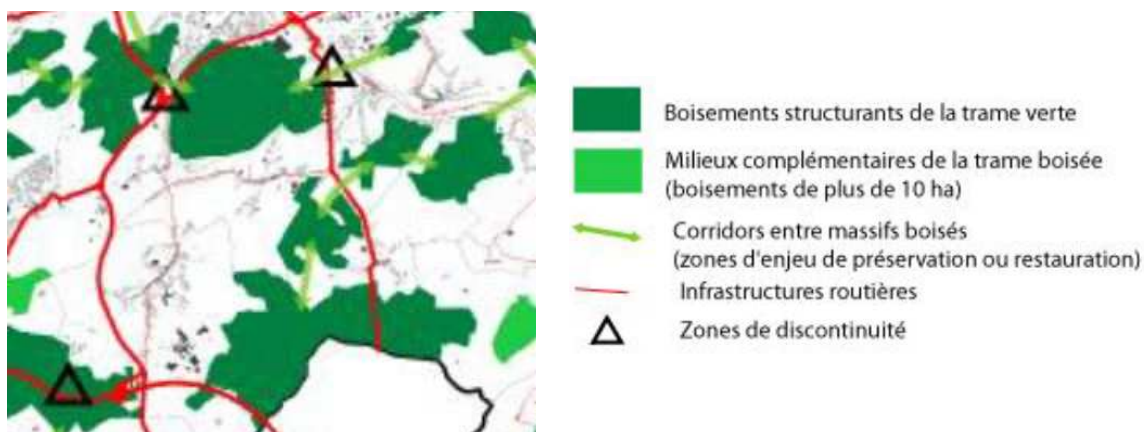 Boisements structurants de la trame verte
Milieux complémentaires de la trame boisée
(boisements de plus de 10 ha)
Corridors entre massifs boisés
(zones d'enjeu de préservation ou restauration)
Infrastructures routières
Zones de discontinuité